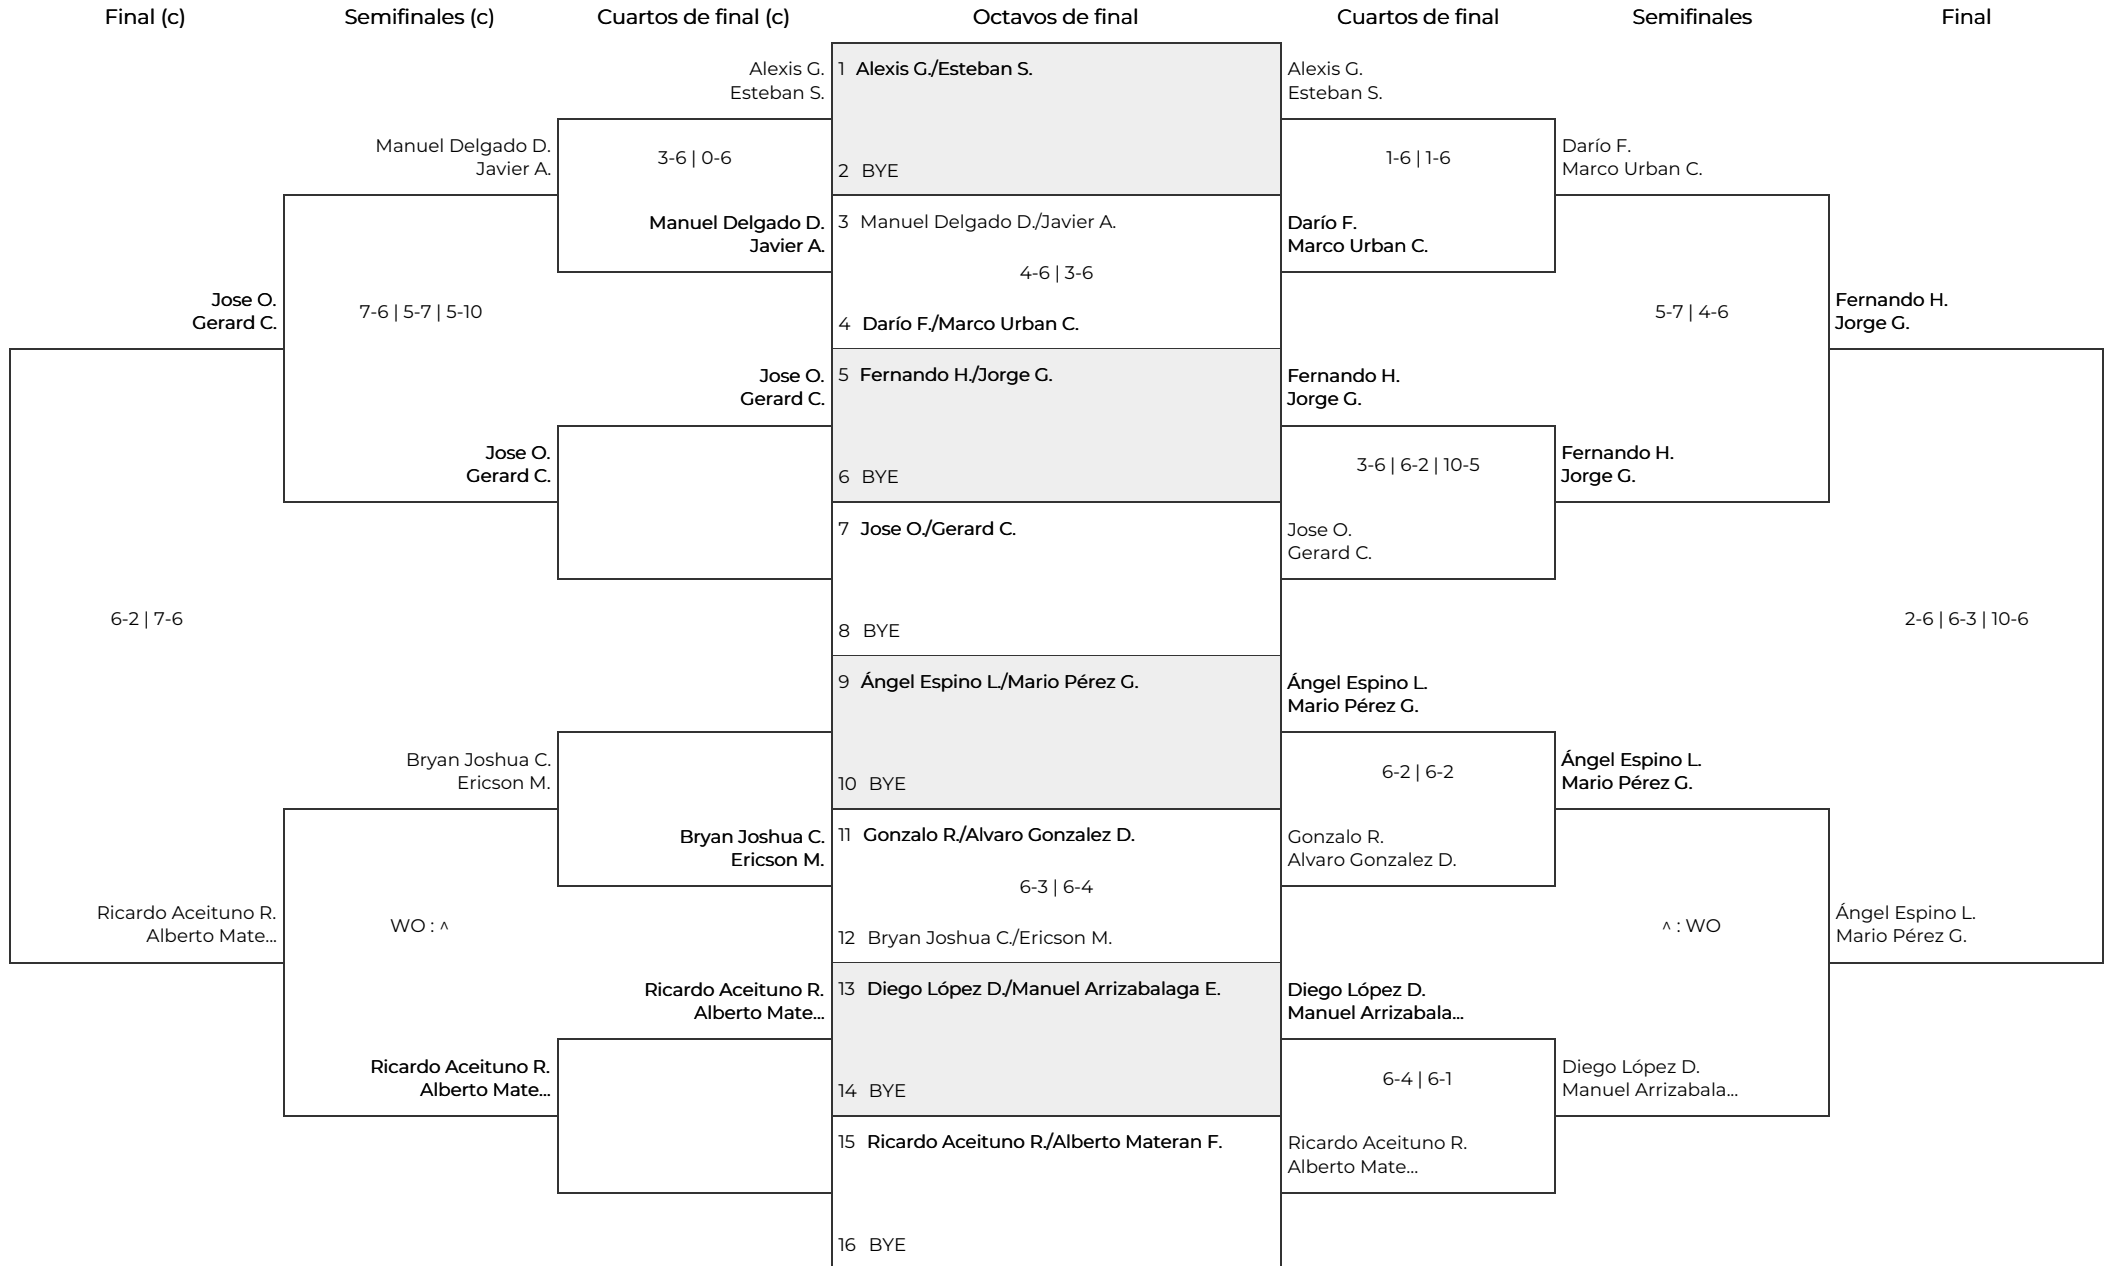 Final (c)
Semifinales (c)
Cuartos de final (c)
Octavos de final
Cuartos de final
Semifinales
Final
Jose O.
Gerard C.
6-2 | 7-6
Ricardo Aceituno R.
Alberto Mate...
Manuel Delgado D.
Javier A.
7-6 | 5-7 | 5-10
Jose O.
Gerard C.
Bryan Joshua C.
Ericson M.
WO : ^
Ricardo Aceituno R.
Alberto Mate...
Alexis G.
Esteban S.
3-6 | 0-6
Manuel Delgado D.
Javier A.
Jose O.
Gerard C.
Bryan Joshua C.
Ericson M.
Ricardo Aceituno R.
Alberto Mate...
1 Alexis G./Esteban S.
2 BYE
3 Manuel Delgado D./Javier A.
4-6 | 3-6
4 Darío F./Marco Urban C.
5 Fernando H./Jorge G.
6 BYE
7 Jose O./Gerard C.
8 BYE
9 Ángel Espino L./Mario Pérez G.
10 BYE
11 Gonzalo R./Alvaro Gonzalez D.
6-3 | 6-4
12 Bryan Joshua C./Ericson M.
13 Diego López D./Manuel Arrizabalaga E.
14 BYE
15 Ricardo Aceituno R./Alberto Materan F.
16 BYE
Alexis G.
Esteban S.
1-6 | 1-6
Darío F.
Marco Urban C.
Fernando H.
Jorge G.
3-6 | 6-2 | 10-5
Jose O.
Gerard C.
Ángel Espino L.
Mario Pérez G.
6-2 | 6-2
Gonzalo R.
Alvaro Gonzalez D.
Diego López D.
Manuel Arrizabala...
6-4 | 6-1
Ricardo Aceituno R.
Alberto Mate...
Darío F.
Marco Urban C.
5-7 | 4-6
Fernando H.
Jorge G.
Ángel Espino L.
Mario Pérez G.
^ : WO
Diego López D.
Manuel Arrizabala...
Fernando H.
Jorge G.
2-6 | 6-3 | 10-6
Ángel Espino L.
Mario Pérez G.